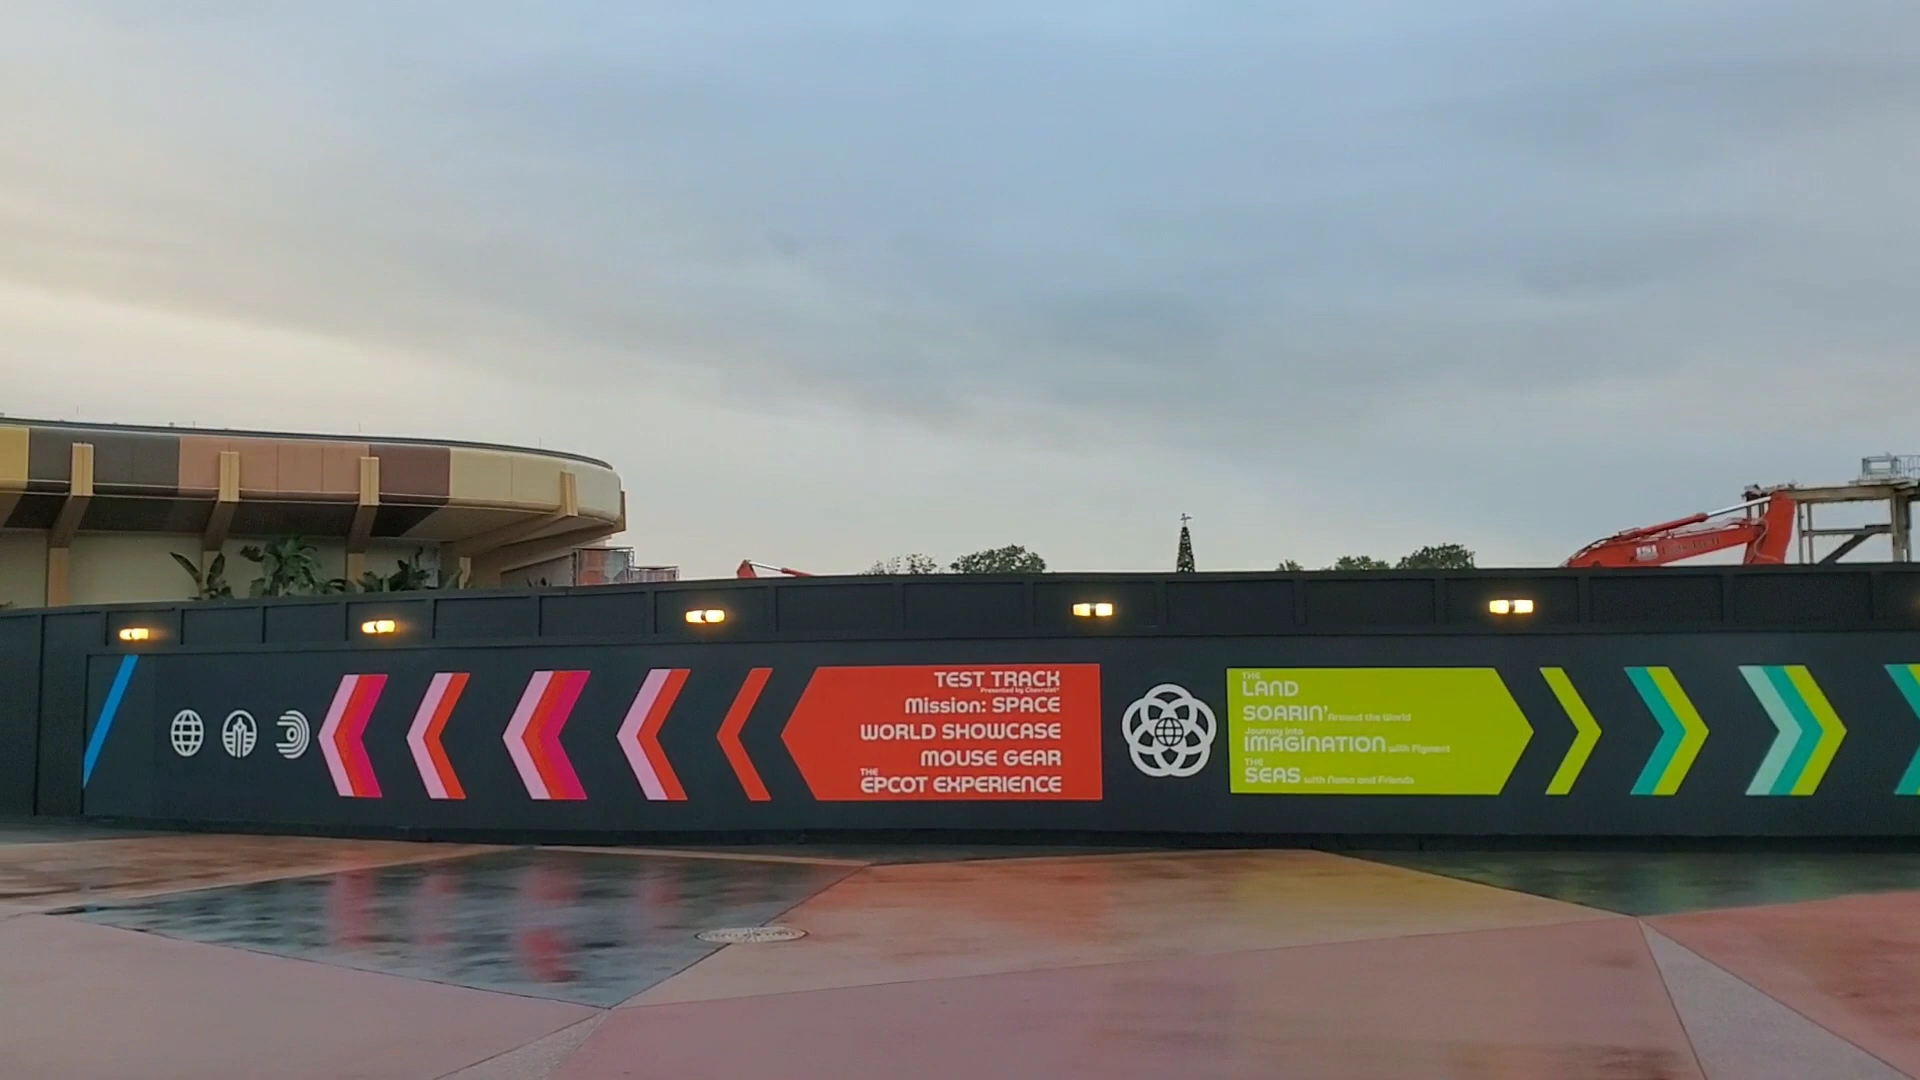 TEST TRACK
Presented by Chevrolet®
Mission: SPACE
WORLD SHOWCASE
MOUSE GEAR
THE
EPCOT EXPERIENCE
THE
LAND
SOARIN' Around the World
Journey Into
IMAGINATION with Figment
THE
SEAS with Nemo and Friends